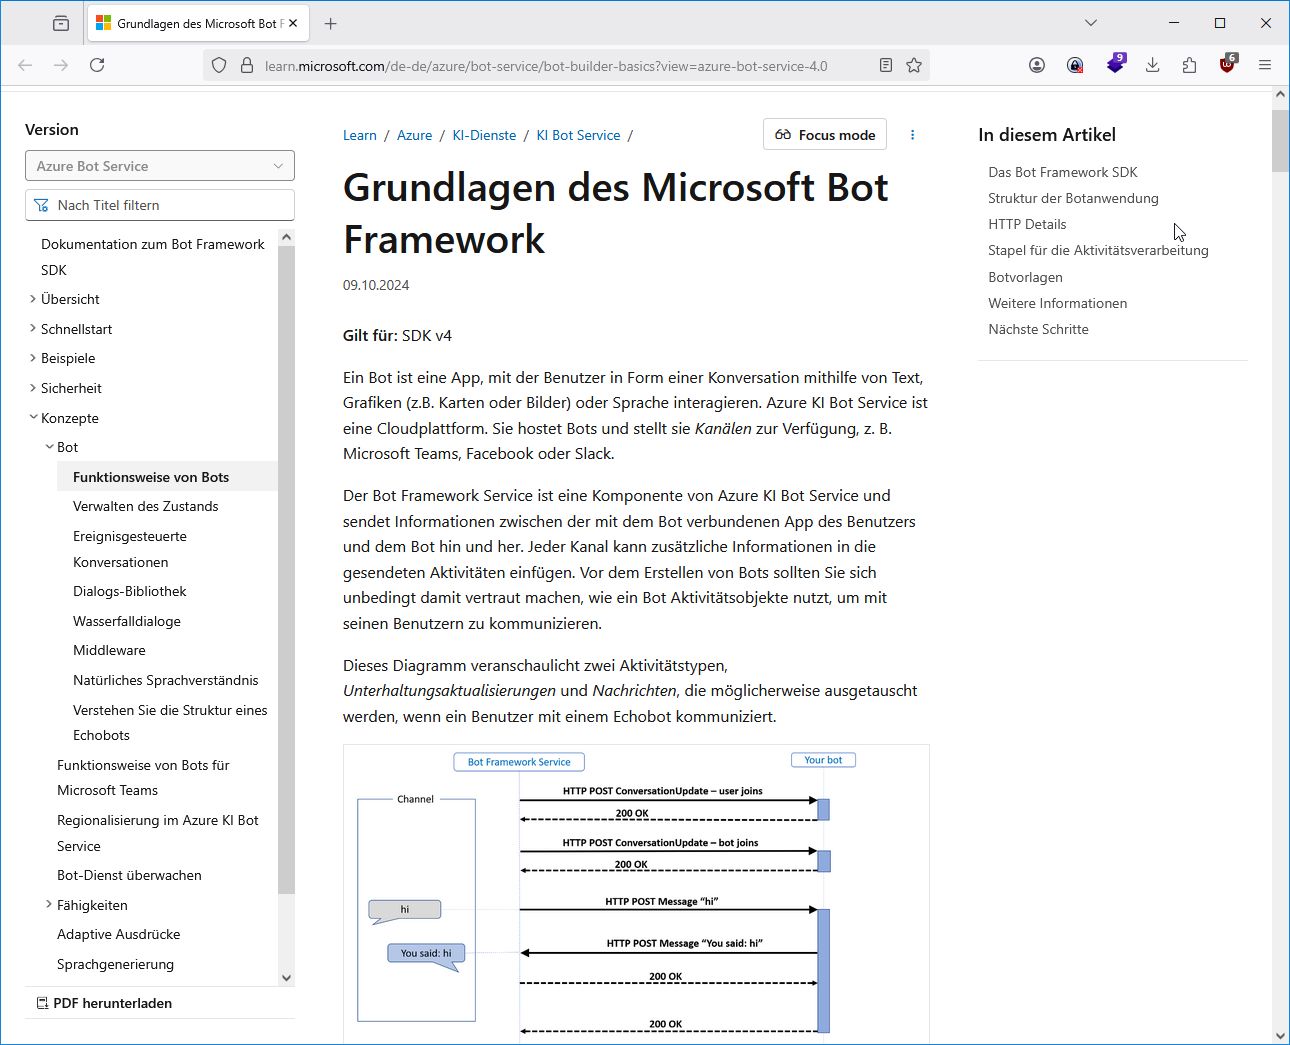 Grundlagen des Microsoft Bot F
learn.microsoft.com/de-de/azure/bot-service/bot-builder-basics?view=azure-bot-service-4.0
9
6
Version
Azure Bot Service
Nach Titel filtern
Dokumentation zum Bot Framework
SDK
Übersicht
Schnellstart
Beispiele
Sicherheit
Konzepte
Bot
Funktionsweise von Bots
Verwalten des Zustands
Ereignisgesteuerte
Konversationen
Dialogs-Bibliothek
Wasserfalldialoge
Middleware
Natürliches Sprachverständnis
Verstehen Sie die Struktur eines
Echobots
Funktionsweise von Bots für
Microsoft Teams
Regionalisierung im Azure KI Bot
Service
Bot-Dienst überwachen
Fähigkeiten
Adaptive Ausdrücke
Sprachgenerierung
PDF herunterladen
Learn / Azure / KI-Dienste / KI Bot Service /
Focus mode
Grundlagen des Microsoft Bot
Framework
09.10.2024
Gilt für: SDK v4
Ein Bot ist eine App, mit der Benutzer in Form einer Konversation mithilfe von Text,
Grafiken (z.B. Karten oder Bilder) oder Sprache interagieren. Azure KI Bot Service ist
eine Cloudplattform. Sie hostet Bots und stellt sie Kanälen zur Verfügung, z. B.
Microsoft Teams, Facebook oder Slack.
Der Bot Framework Service ist eine Komponente von Azure KI Bot Service und
sendet Informationen zwischen der mit dem Bot verbundenen App des Benutzers
und dem Bot hin und her. Jeder Kanal kann zusätzliche Informationen in die
gesendeten Aktivitäten einfügen. Vor dem Erstellen von Bots sollten Sie sich
unbedingt damit vertraut machen, wie ein Bot Aktivitätsobjekte nutzt, um mit
seinen Benutzern zu kommunizieren.
Dieses Diagramm veranschaulicht zwei Aktivitätstypen,
Unterhaltungsaktualisierungen und Nachrichten, die möglicherweise ausgetauscht
werden, wenn ein Benutzer mit einem Echobot kommuniziert.
Bot Framework Service
Your bot
Channel
HTTP POST ConversationUpdate – user joins
200 OK
HTTP POST ConversationUpdate – bot joins
200 OK
hi
HTTP POST Message “hi”
You said: hi
HTTP POST Message “You said: hi”
200 OK
200 OK
In diesem Artikel
Das Bot Framework SDK
Struktur der Botanwendung
HTTP Details
Stapel für die Aktivitätsverarbeitung
Botvorlagen
Weitere Informationen
Nächste Schritte